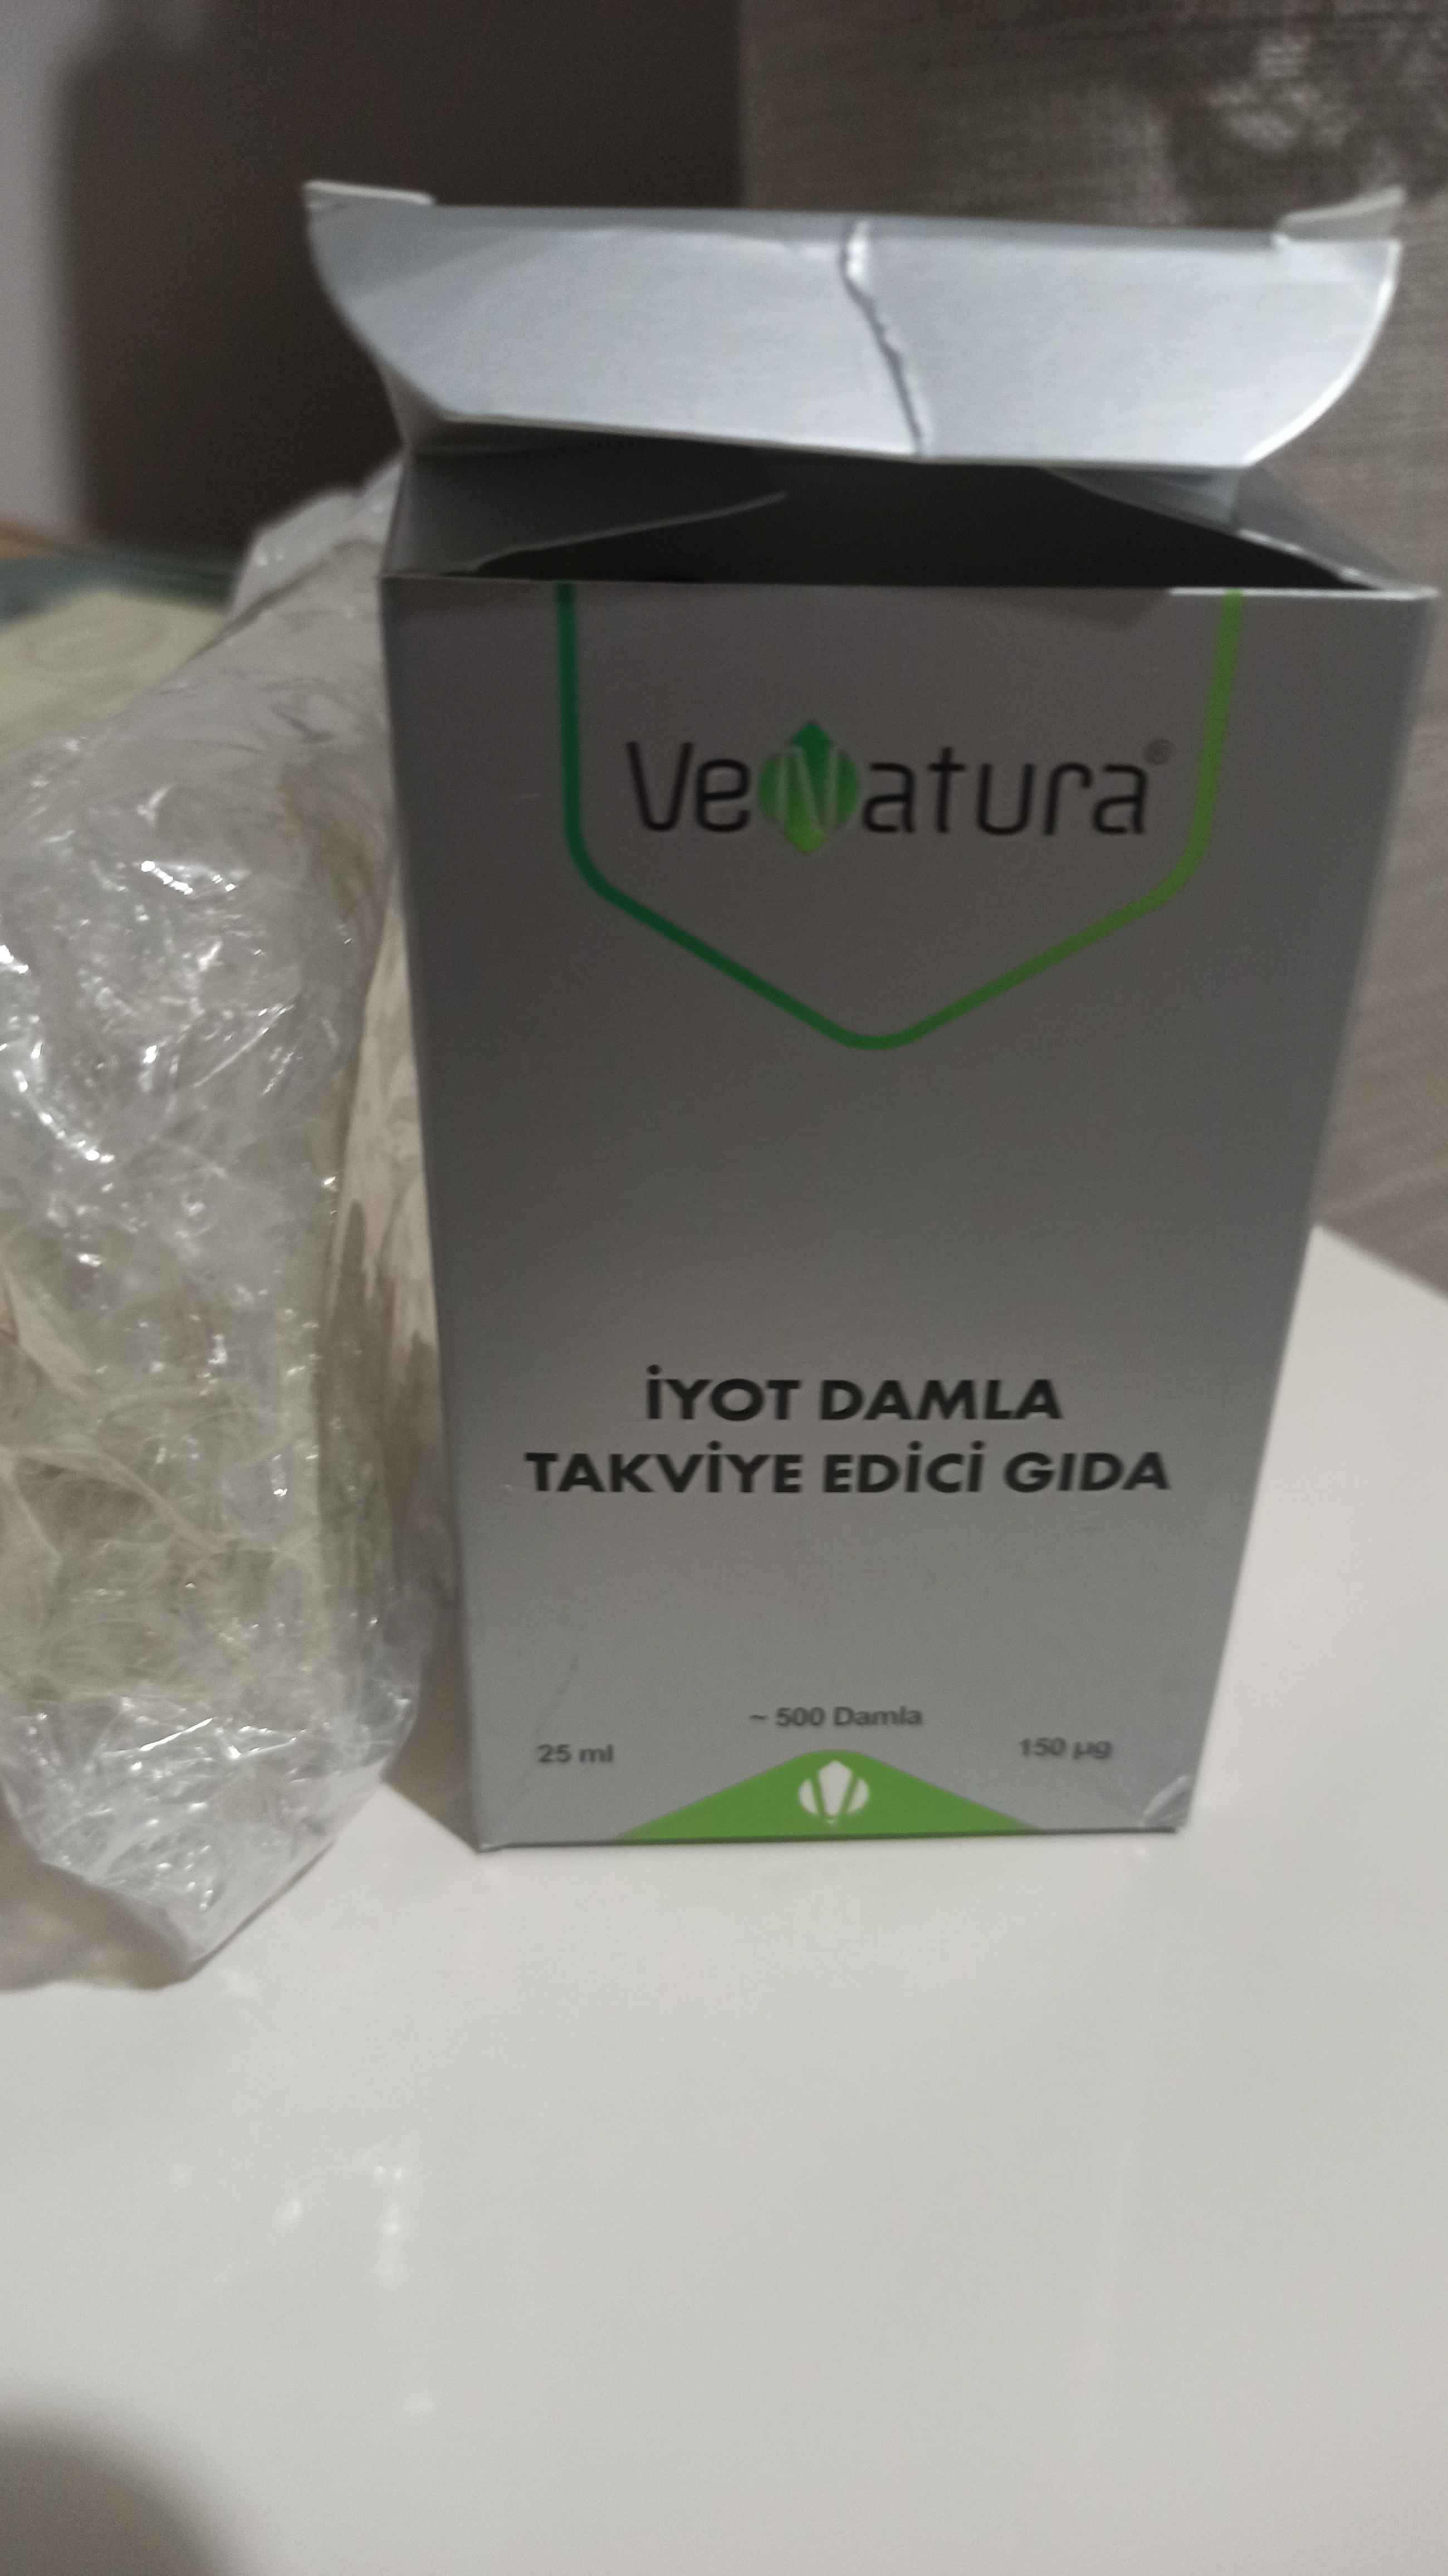 VeNatura®
İYOT DAMLA
TAKVİYE EDİCİ GIDA
~ 500 Damla
25 ml
150 µg